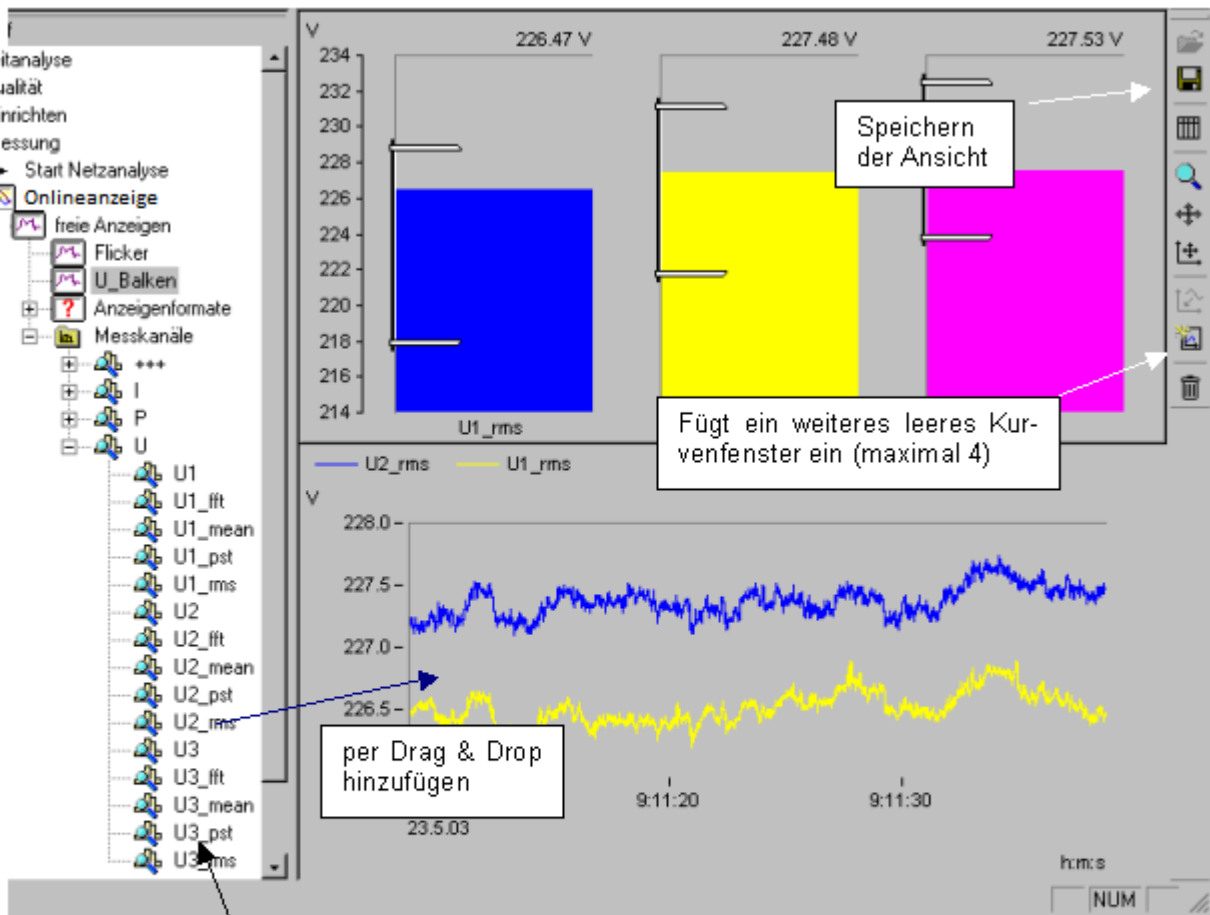 f
itanalyse
ualität
inrichten
essung
Start Netzanalyse
Onlineanzeige
freie Anzeigen
Flicker
U_Balken
Anzeigenformate
Messkanäle
+++
I
P
U
U1
U1_fft
U1_mean
U1_pst
U1_rms
U2
U2_fft
U2_mean
U2_pst
U2_rms
U3
U3_fft
U3_mean
U3_pst
U3_rms
V
226.47 V
227.48 V
227.53 V
234
232
230
228
226
224
222
220
218
216
214
U1_rms
Speichern
der Ansicht
Fügt ein weiteres leeres Kur-
venfenster ein (maximal 4)
U2_rms U1_rms
V
228.0
227.5
227.0
226.5
per Drag & Drop
hinzufügen
9:11:20 9:11:30
23.5.03
h:m:s
NUM